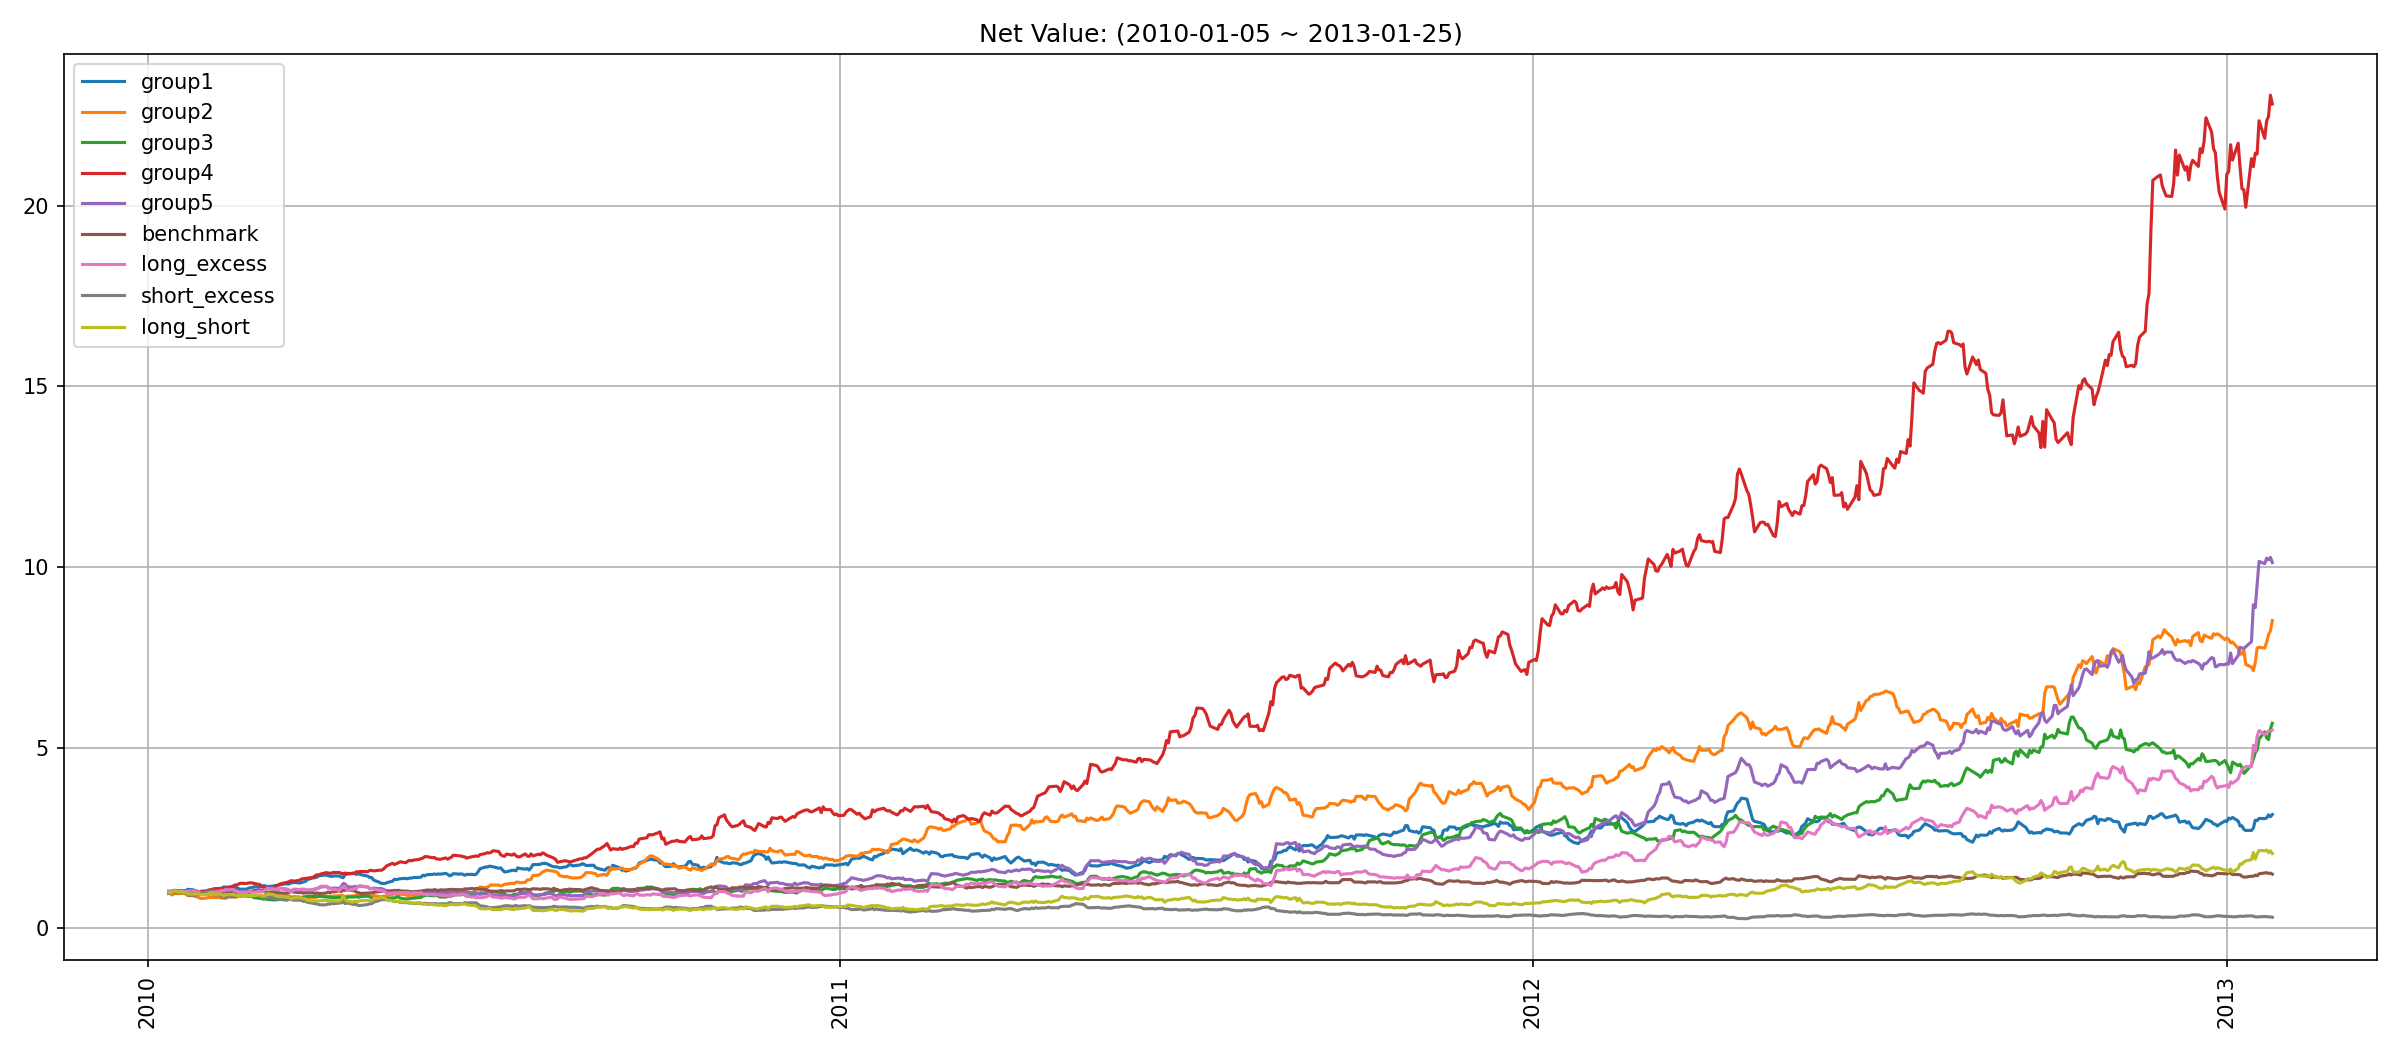 Net Value: (2010-01-05 ~ 2013-01-25)
group1
group2
group3
group4
group5
benchmark
long_excess
short_excess
long_short
20
15
10
5
0
2010
2011
2012
2013